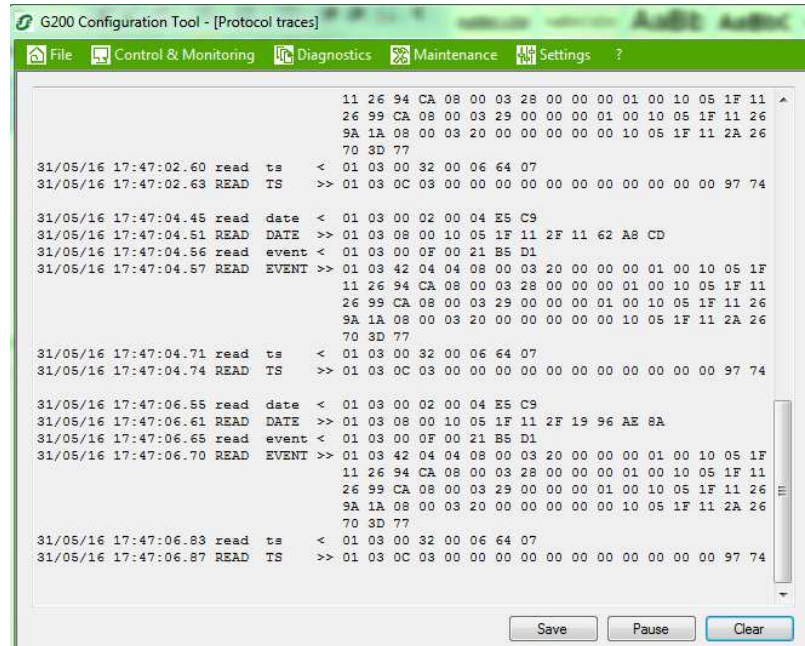 G200 Configuration Tool - [Protocol traces]
File Control & Monitoring Diagnostics Maintenance Settings ?
11 26 94 CA 08 00 03 28 00 00 00 01 00 10 05 1F 11
26 99 CA 08 00 03 29 00 00 00 01 00 10 05 1F 11 26
9A 1A 08 00 03 20 00 00 00 00 00 10 05 1F 11 2A 26
70 3D 77
31/05/16 17:47:02.60 read ts < 01 03 00 32 00 06 64 07
31/05/16 17:47:02.63 READ TS >> 01 03 0C 03 00 00 00 00 00 00 00 00 00 00 00 97 74
31/05/16 17:47:04.45 read date < 01 03 00 02 00 04 E5 C9
31/05/16 17:47:04.51 READ DATE >> 01 03 08 00 10 05 1F 11 2F 11 62 A8 CD
31/05/16 17:47:04.56 read event < 01 03 00 0F 00 21 B5 D1
31/05/16 17:47:04.57 READ EVENT >> 01 03 42 04 04 08 00 03 20 00 00 00 01 00 10 05 1F
11 26 94 CA 08 00 03 28 00 00 00 01 00 10 05 1F 11
26 99 CA 08 00 03 29 00 00 00 01 00 10 05 1F 11 26
9A 1A 08 00 03 20 00 00 00 00 00 10 05 1F 11 2A 26
70 3D 77
31/05/16 17:47:04.71 read ts < 01 03 00 32 00 06 64 07
31/05/16 17:47:04.74 READ TS >> 01 03 0C 03 00 00 00 00 00 00 00 00 00 00 00 97 74
31/05/16 17:47:06.55 read date < 01 03 00 02 00 04 E5 C9
31/05/16 17:47:06.61 READ DATE >> 01 03 08 00 10 05 1F 11 2F 19 96 AE 8A
31/05/16 17:47:06.65 read event < 01 03 00 0F 00 21 B5 D1
31/05/16 17:47:06.70 READ EVENT >> 01 03 42 04 04 08 00 03 20 00 00 00 01 00 10 05 1F
11 26 94 CA 08 00 03 28 00 00 00 01 00 10 05 1F 11
26 99 CA 08 00 03 29 00 00 00 01 00 10 05 1F 11 26
9A 1A 08 00 03 20 00 00 00 00 00 10 05 1F 11 2A 26
70 3D 77
31/05/16 17:47:06.83 read ts < 01 03 00 32 00 06 64 07
31/05/16 17:47:06.87 READ TS >> 01 03 0C 03 00 00 00 00 00 00 00 00 00 00 00 97 74
Save Pause Clear